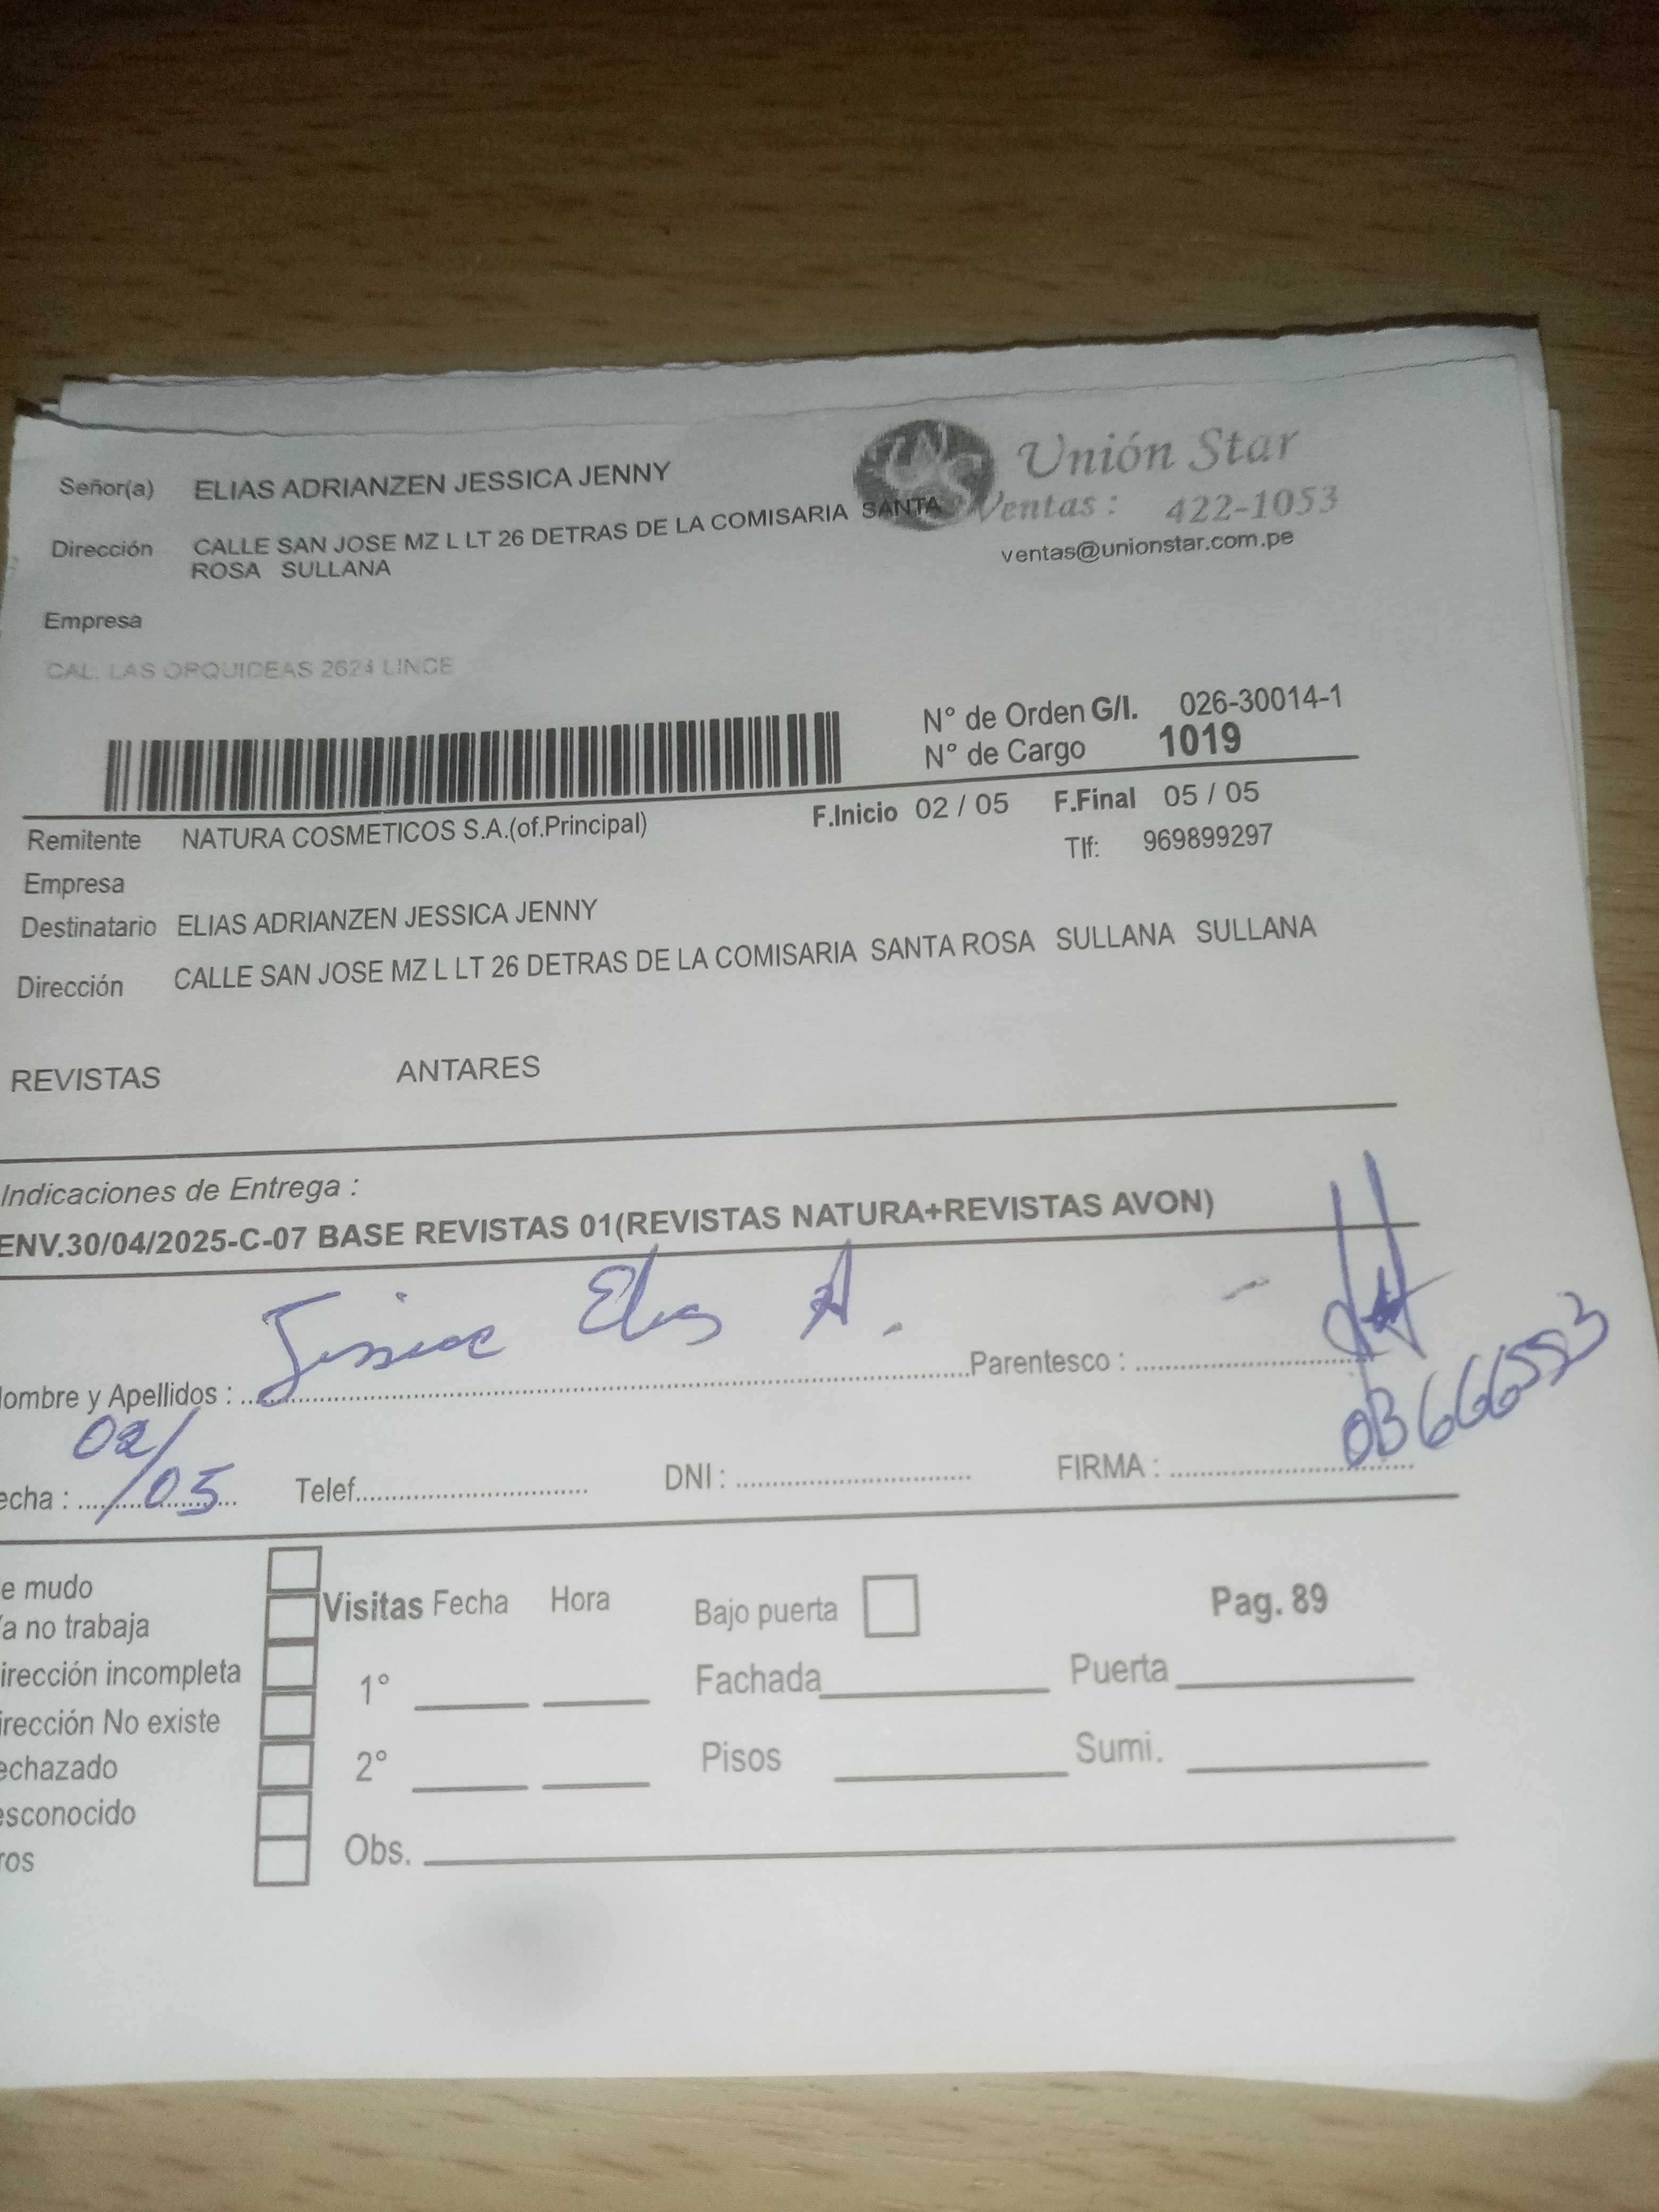 Señor(a) ELIAS ADRIANZEN JESSICA JENNY
Unión Star
Ventas : 422-1053
ventas@unionstar.com.pe
Dirección CALLE SAN JOSE MZ L LT 26 DETRAS DE LA COMISARIA SANTA
ROSA SULLANA
Empresa
CAL. LAS ORQUIDEAS 2624 LINCE
N° de Orden G/I. 026-30014-1
N° de Cargo 1019
F.Inicio 02 / 05 F.Final 05 / 05
Remitente NATURA COSMETICOS S.A.(of.Principal)
Tlf: 969899297
Empresa
Destinatario ELIAS ADRIANZEN JESSICA JENNY
Dirección CALLE SAN JOSE MZ L LT 26 DETRAS DE LA COMISARIA SANTA ROSA SULLANA SULLANA
REVISTAS ANTARES
Indicaciones de Entrega :
ENV.30/04/2025-C-07 BASE REVISTAS 01(REVISTAS NATURA+REVISTAS AVON)
Elias A.
ombre y Apellidos : Parentesco :
03666553
02/05
echa : Telef. DNI : FIRMA :
e mudo
a no trabaja
irección incompleta
irección No existe
echazado
esconocido
ros
Visitas Fecha Hora
1°
2°
Obs.
Bajo puerta
Pag. 89
Fachada Puerta
Pisos Sumi.